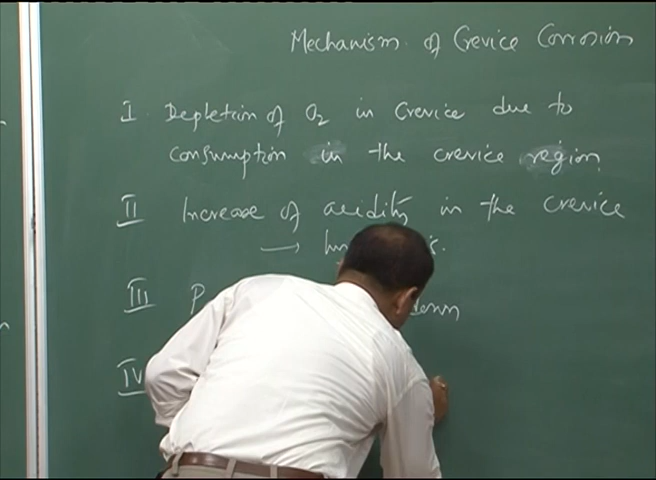 Mechanism of Crevice Corrosion
I. Depletion of O2 in Crevice due to
consumption in the crevice region
II Increase of acidity in the crevice
→
III P
IV